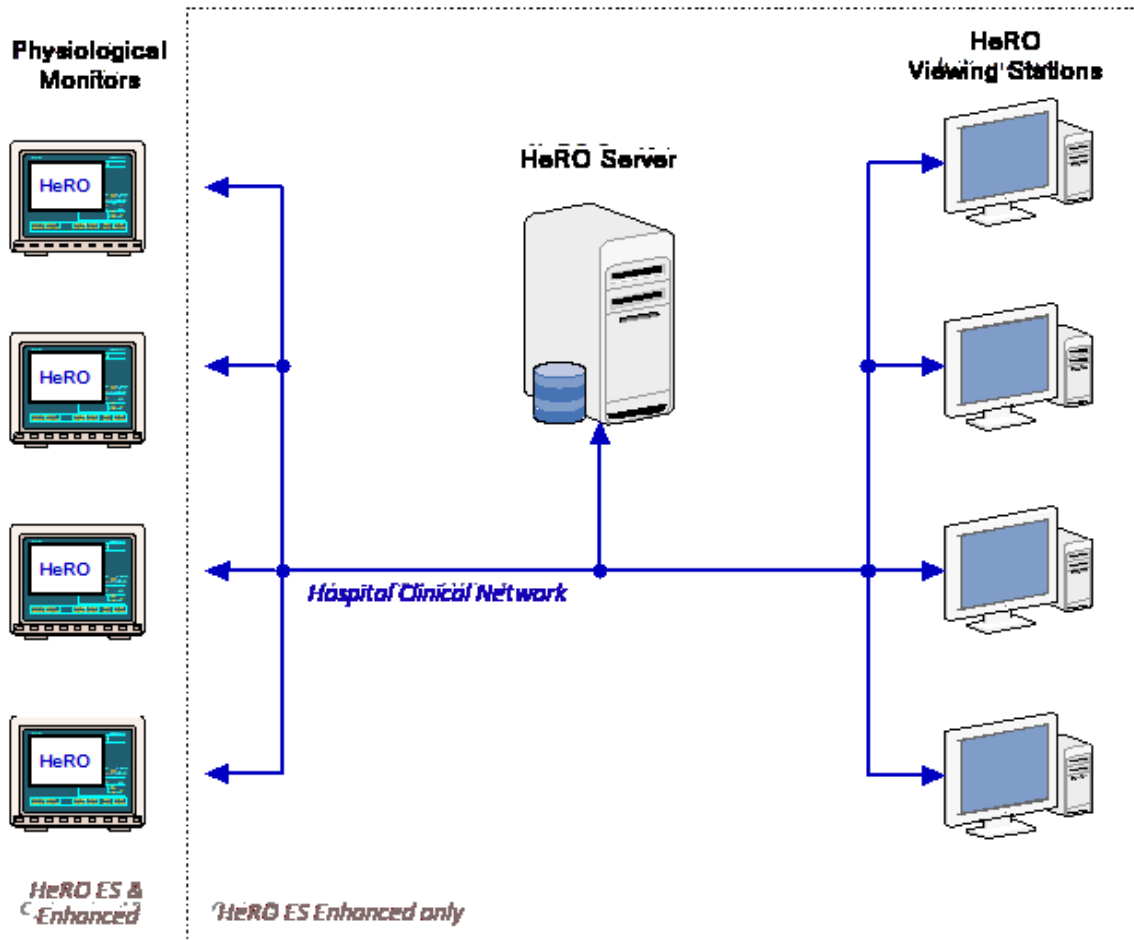 Physiological
Monitors
HeRO
Viewing Stations
HeRO Server
HeRO
HeRO
HeRO
HeRO
Hospital Clinical Network
HeRO ES &
Enhanced
HeRO ES Enhanced only